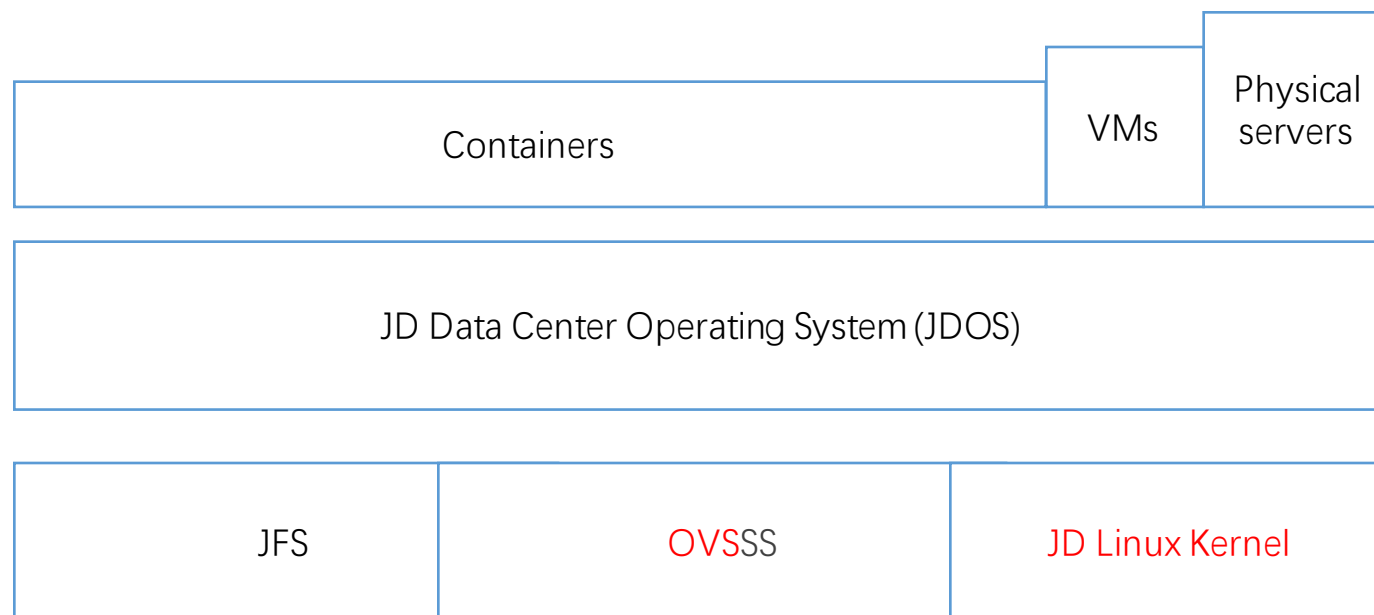 Containers
VMs
Physical
servers
JD Data Center Operating System (JDOS)
JFS
OVSSS
JD Linux Kernel